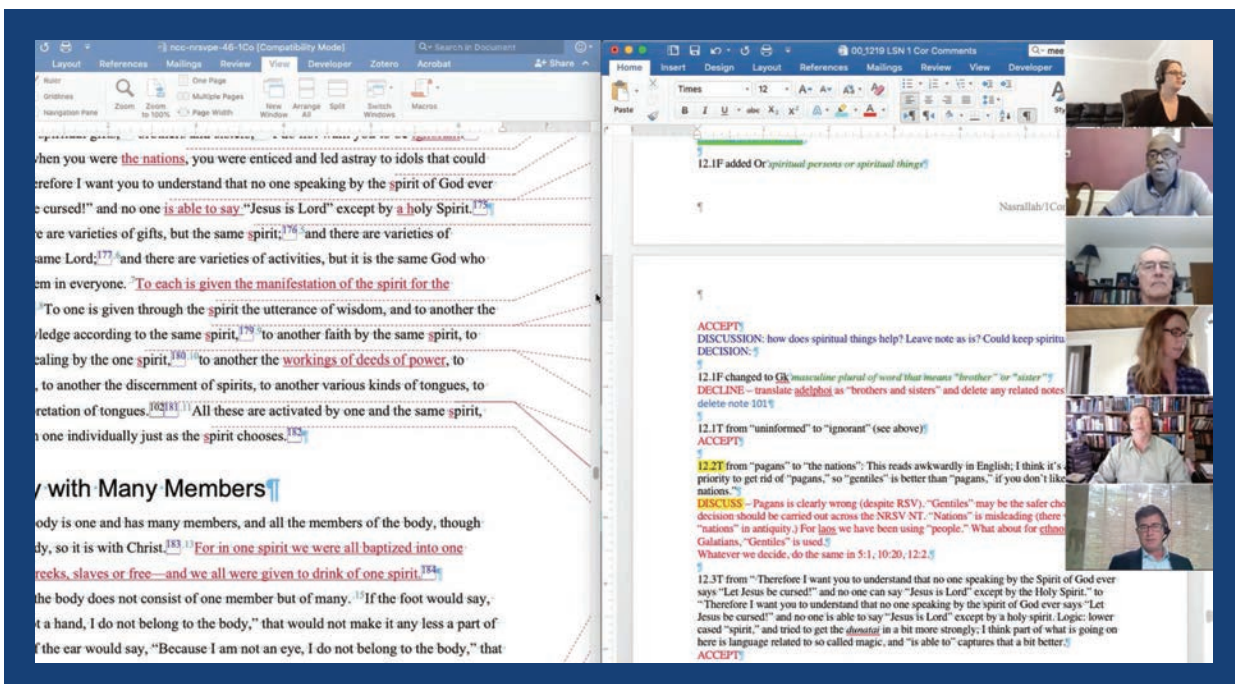 ncc-nrsvpe-46-1Co [Compatibility Mode]
Search in Document
Layout References Mailings Review View Developer Zotero Acrobat
Share
Ruler
Gridlines
Navigation Pane
Zoom
Zoom to 100%
One Page
Multiple Pages
Page Width
New Window
Arrange All
Split
Switch Windows
Macros
when you were the nations, you were enticed and led astray to idols that could
erefore I want you to understand that no one speaking by the spirit of God ever
e cursed!” and no one is able to say “Jesus is Lord” except by a holy Spirit.175¶
re are varieties of gifts, but the same spirit;176 5and there are varieties of
same Lord;177 6and there are varieties of activities, but it is the same God who
em in everyone. 7To each is given the manifestation of the spirit for the
8To one is given through the spirit the utterance of wisdom, and to another the
vledge according to the same spirit,179 9to another faith by the same spirit, to
ealing by the one spirit,180 10to another the workings of deeds of power, to
, to another the discernment of spirits, to another various kinds of tongues, to
retation of tongues.102181 11All these are activated by one and the same spirit,
n one individually just as the spirit chooses.182¶
y with Many Members¶
ody is one and has many members, and all the members of the body, though
dy, so it is with Christ.183 13For in one spirit we were all baptized into one
reeks, slaves or free—and we all were given to drink of one spirit.184¶
the body does not consist of one member but of many. 15If the foot would say,
t a hand, I do not belong to the body,” that would not make it any less a part of
f the ear would say, “Because I am not an eye, I do not belong to the body,” that
00_1219 LSN 1 Cor Comments
mee
Home Insert Design Layout References Mailings Review View Developer
Paste
Times
12
B I U abc X₂ X²
12.1F added Or spiritual persons or spiritual things¶
¶
Nasrallah/1Cor
¶
ACCEPT¶
DISCUSSION: how does spiritual things help? Leave note as is? Could keep spiritu
DECISION: ¶
12.1F changed to Gk masculine plural of word that means “brother” or “sister”¶
DECLINE – translate adelphoi as “brothers and sisters” and delete any related notes
delete note 101¶
12.1T from “uninformed” to “ignorant” (see above)¶
ACCEPT¶
12.2T from “pagans” to “the nations”: This reads awkwardly in English; I think it’s
priority to get rid of “pagans,” so “gentiles” is better than “pagans,” if you don’t like
nations.”¶
DISCUSS – Pagans is clearly wrong (despite RSV). “Gentiles” may be the safer cho
decision should be carried out across the NRSV NT. “Nations” is misleading (there
“nations” in antiquity.) For laos we have been using “people.” What about for ethno
Galatians, “Gentiles” is used.¶
Whatever we decide, do the same in 5:1, 10:20, 12:2.¶
12.3T from “Therefore I want you to understand that no one speaking by the Spirit of God ever
says “Let Jesus be cursed!” and no one can say “Jesus is Lord” except by the Holy Spirit.” to
“Therefore I want you to understand that no one speaking by the spirit of God ever says “Let
Jesus be cursed!” and no one is able to say “Jesus is Lord” except by a holy spirit. Logic: lower
cased “spirit,” and tried to get the dunatai in a bit more strongly; I think part of what is going on
here is language related to so called magic, and “is able to” captures that a bit better.¶
ACCEPT¶